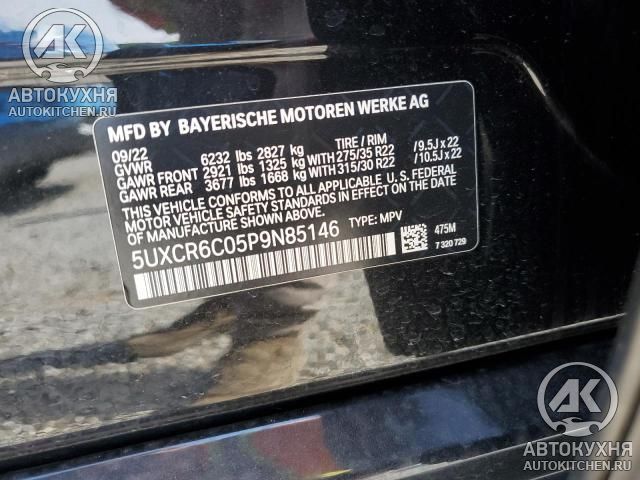 AK
АВТОКУХНЯ
AUTOKITCHEN.RU
MFD BY BAYERISCHE MOTOREN WERKE AG
09/22
GVWR 6232 lbs 2827 kg TIRE / RIM
GAWR FRONT 2921 lbs 1325 kg WITH 275/35 R22 /9.5J x 22
GAWR REAR 3677 lbs 1668 kg WITH 315/30 R22 /10.5J x 22
THIS VEHICLE CONFORMS TO ALL APPLICABLE U.S. FEDERAL
MOTOR VEHICLE SAFETY STANDARDS IN EFFECT ON THE DATE
OF MANUFACTURE SHOWN ABOVE.
5UXCR6C05P9N85146 TYPE: MPV
475M
7 320 729
AK
АВТОКУХНЯ
AUTOKITCHEN.RU